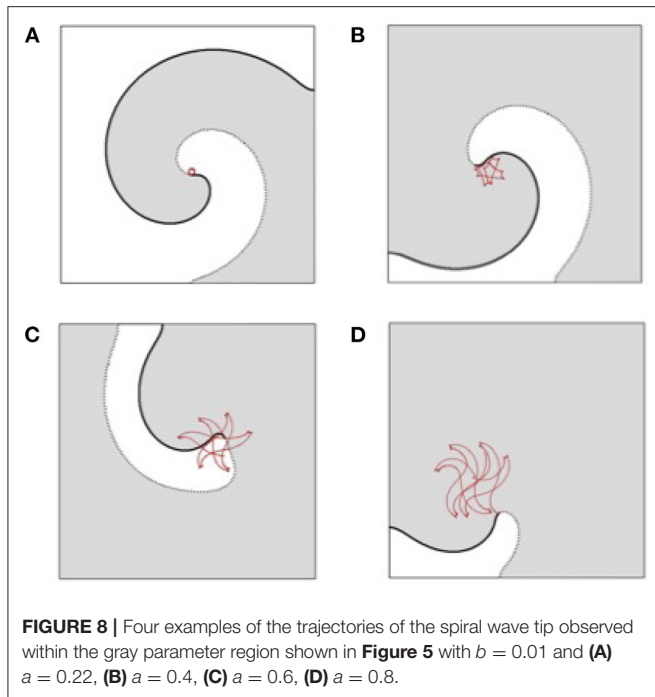 A
B
C
D
FIGURE 8 | Four examples of the trajectories of the spiral wave tip observed
within the gray parameter region shown in Figure 5 with b = 0.01 and (A)
a = 0.22, (B) a = 0.4, (C) a = 0.6, (D) a = 0.8.